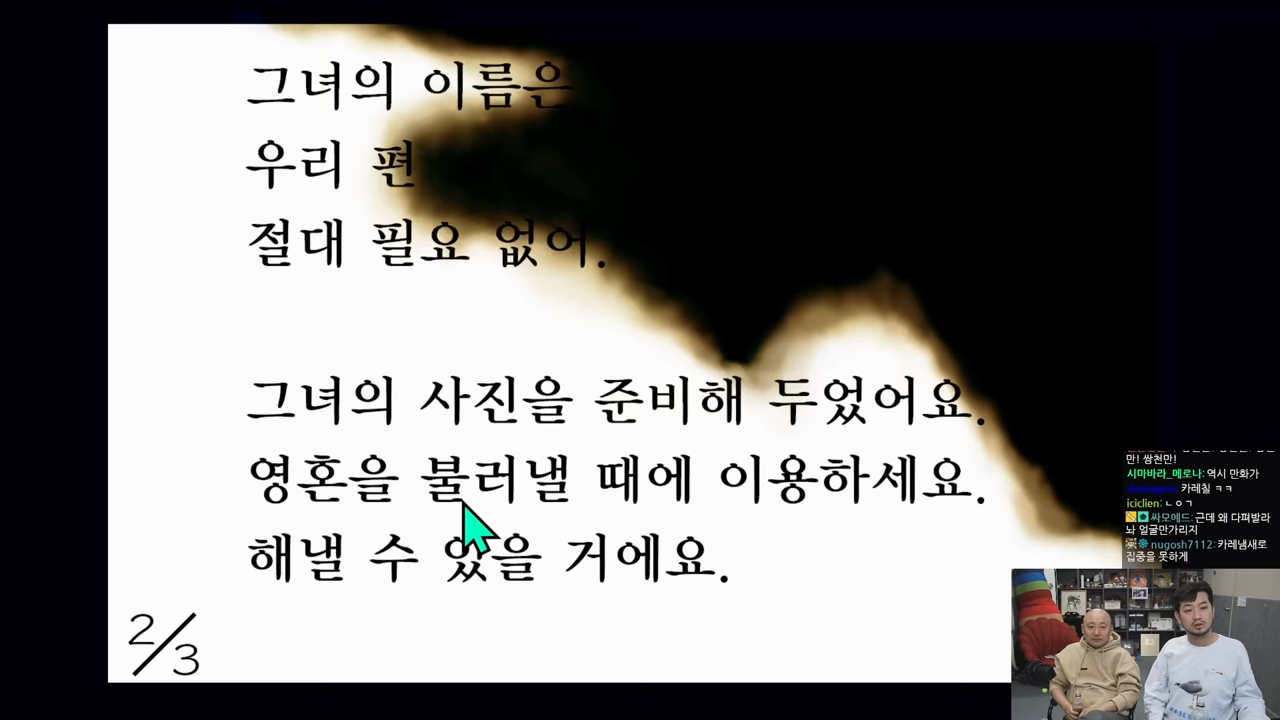 그녀의 이름은
우리 편
절대 필요 없어.
그녀의 사진을 준비해 두었어요.
영혼을 불러낼 때에 이용하세요.
해낼 수 있을 거에요.
2/3
만! 쌍천만!
시마바라_메로나: 역시 만화가
카레칠 ㅋㅋ
iciclien: ㄴㅇㄱ
싸모예드: 근데 왜 다펴발라
놔 얼굴만가리지
nugosh7112: 카레냄새로
집중을 못하게